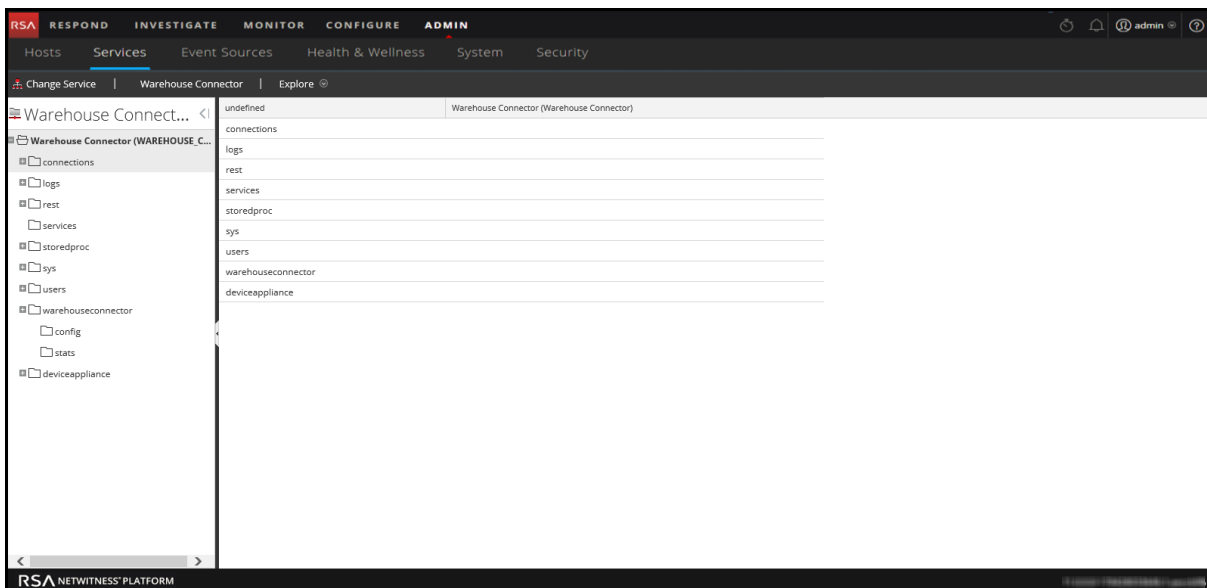 RSA RESPOND INVESTIGATE MONITOR CONFIGURE ADMIN admin ?
Hosts Services Event Sources Health & Wellness System Security
Change Service | Warehouse Connector | Explore
Warehouse Connect...
Warehouse Connector (WAREHOUSE_C...
connections
logs
rest
services
storedproc
sys
users
warehouseconnector
config
stats
deviceappliance
undefined Warehouse Connector (Warehouse Connector)
connections
logs
rest
services
storedproc
sys
users
warehouseconnector
deviceappliance
RSA NETWITNESS® PLATFORM